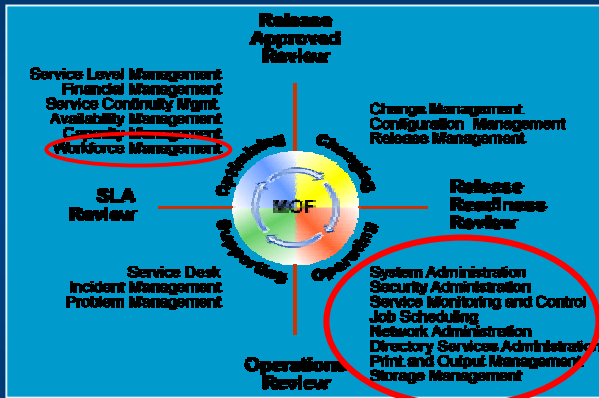 Release
Approved
Review
Service Level Management
Financial Management
Service Continuity Mgmt.
Availability Management
Capacity Management
Workforce Management
Change Management
Configuration Management
Release Management
Optimizing
Changing
SLA
Review
MOF
Release
Readiness
Review
Supporting
Operating
Service Desk
Incident Management
Problem Management
System Administration
Security Administration
Service Monitoring and Control
Job Scheduling
Network Administration
Directory Services Administration
Print and Output Management
Storage Management
Operations
Review